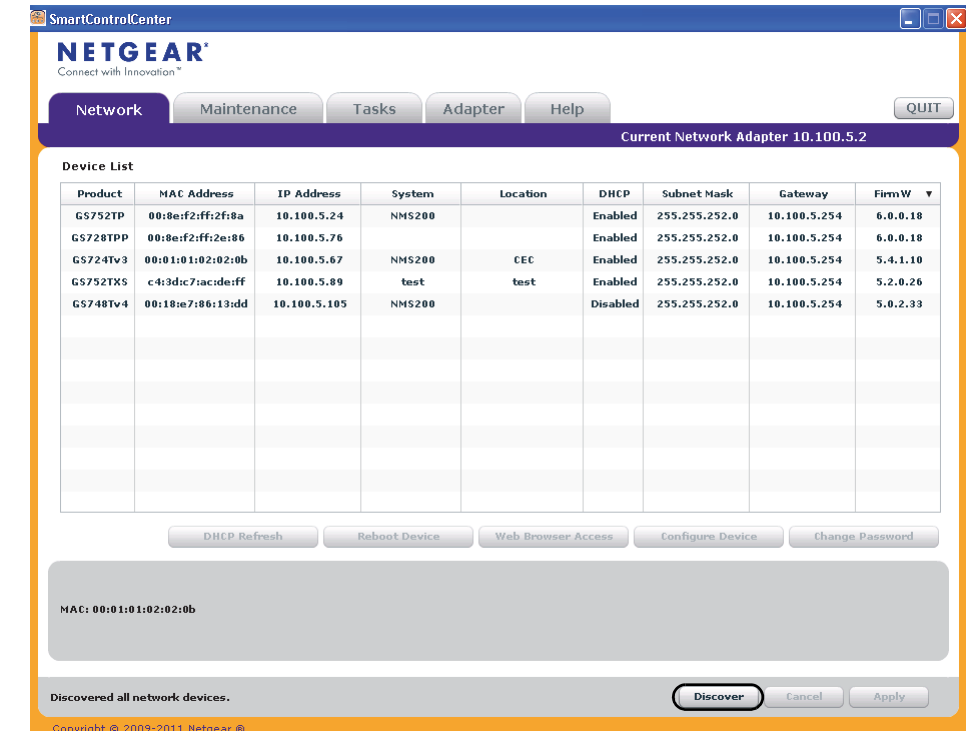 SmartControlCenter
NETGEAR®
Connect with Innovation™
Network Maintenance Tasks Adapter Help QUIT
Current Network Adapter 10.100.5.2
Device List
Product MAC Address IP Address System Location DHCP Subnet Mask Gateway FirmW ▼
GS752TP 00:8e:f2:ff:2f:8a 10.100.5.24 NMS200 Enabled 255.255.252.0 10.100.5.254 6.0.0.18
GS728TPP 00:8e:f2:ff:2e:86 10.100.5.76 Enabled 255.255.252.0 10.100.5.254 6.0.0.18
GS724Tv3 00:01:01:02:02:0b 10.100.5.67 NMS200 CEC Enabled 255.255.252.0 10.100.5.254 5.4.1.10
GS752TXS c4:3d:c7:ac:de:ff 10.100.5.89 test test Enabled 255.255.252.0 10.100.5.254 5.2.0.26
GS748Tv4 00:18:e7:86:13:dd 10.100.5.105 NMS200 Disabled 255.255.252.0 10.100.5.254 5.0.2.33
DHCP Refresh Reboot Device Web Browser Access Configure Device Change Password
MAC: 00:01:01:02:02:0b
Discovered all network devices. Discover Cancel Apply
Copyright © 2009-2011 Netgear ®